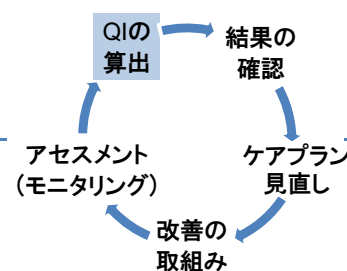 QIの
算出
結果の
確認
ケアプラン
見直し
改善の
取組み
アセスメント
(モニタリング)